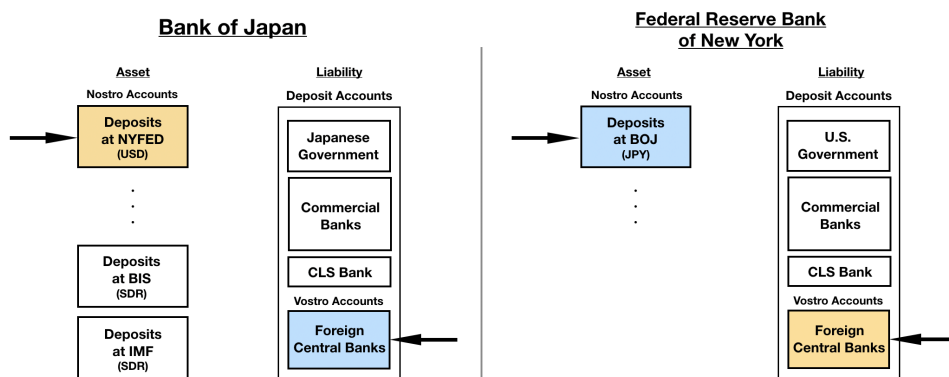 Bank of Japan
Asset
Nostro Accounts
Deposits
at NYFED
(USD)
Deposits
at BIS
(SDR)
Deposits
at IMF
(SDR)
Liability
Deposit Accounts
Japanese
Government
Commercial
Banks
CLS Bank
Vostro Accounts
Foreign
Central Banks
Federal Reserve Bank
of New York
Asset
Nostro Accounts
Deposits
at BOJ
(JPY)
Liability
Deposit Accounts
U.S.
Government
Commercial
Banks
CLS Bank
Vostro Accounts
Foreign
Central Banks